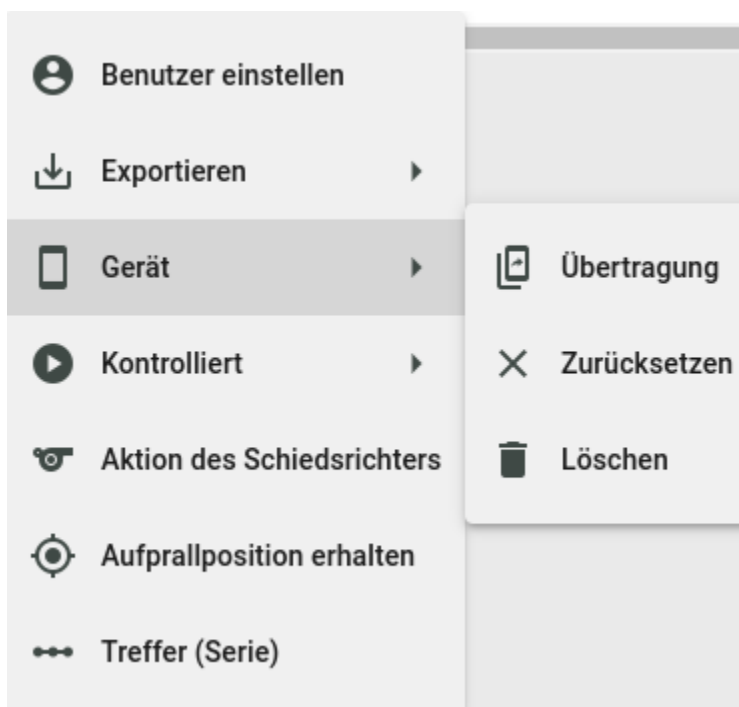 Benutzer einstellen
Exportieren
Gerät
Kontrolliert
Aktion des Schiedsrichters
Aufprallposition erhalten
Treffer (Serie)
Übertragung
Zurücksetzen
Löschen